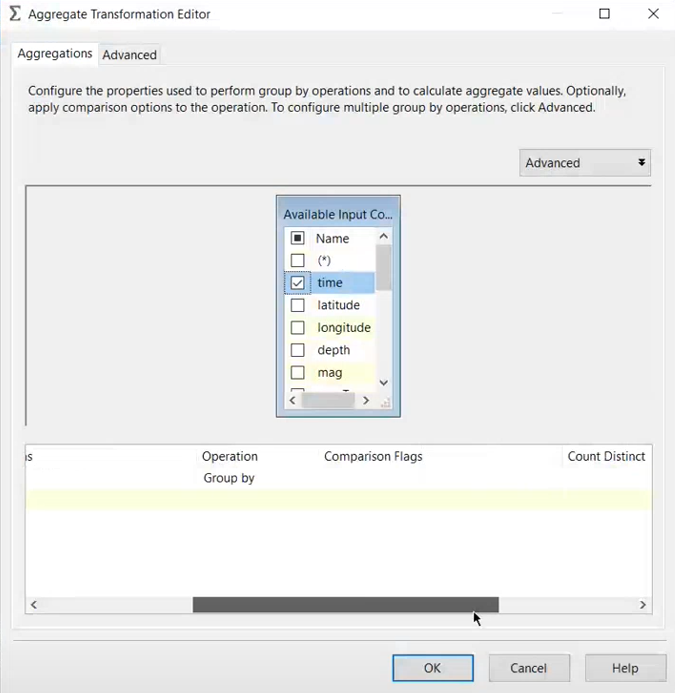 Aggregate Transformation Editor
Aggregations Advanced
Configure the properties used to perform group by operations and to calculate aggregate values. Optionally,
apply comparison options to the operation. To configure multiple group by operations, click Advanced.
Advanced
Available Input Co...
Name
(*)
time
latitude
longitude
depth
mag
s Operation Comparison Flags Count Distinct
Group by
OK Cancel Help